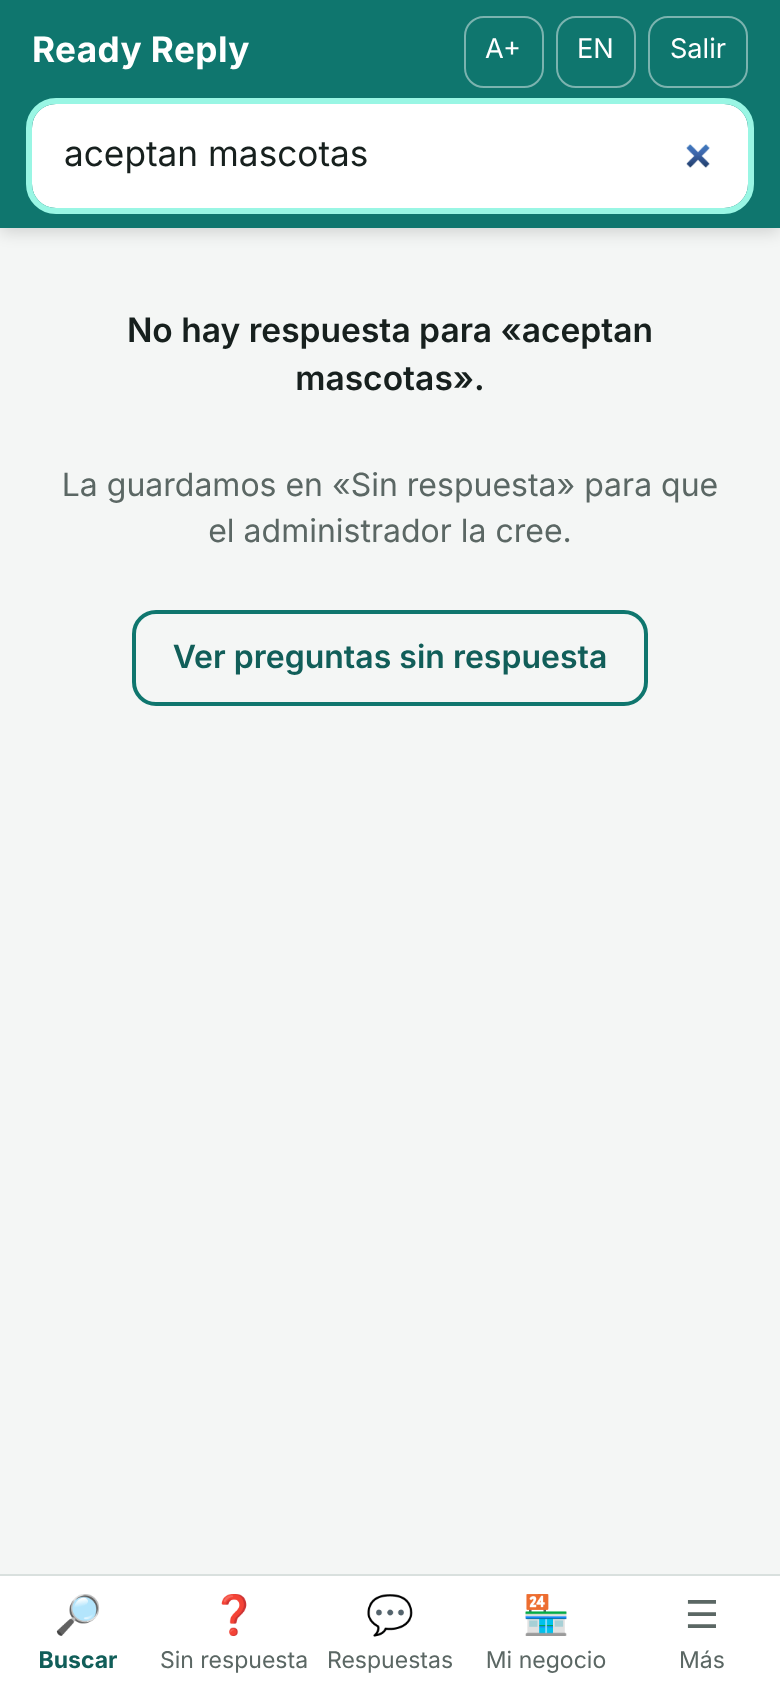 Ready Reply
A+
EN
Salir
aceptan mascotas
No hay respuesta para «aceptan
mascotas».
La guardamos en «Sin respuesta» para que
el administrador la cree.
Ver preguntas sin respuesta
24
Buscar
Sin respuesta
Respuestas
Mi negocio
Más